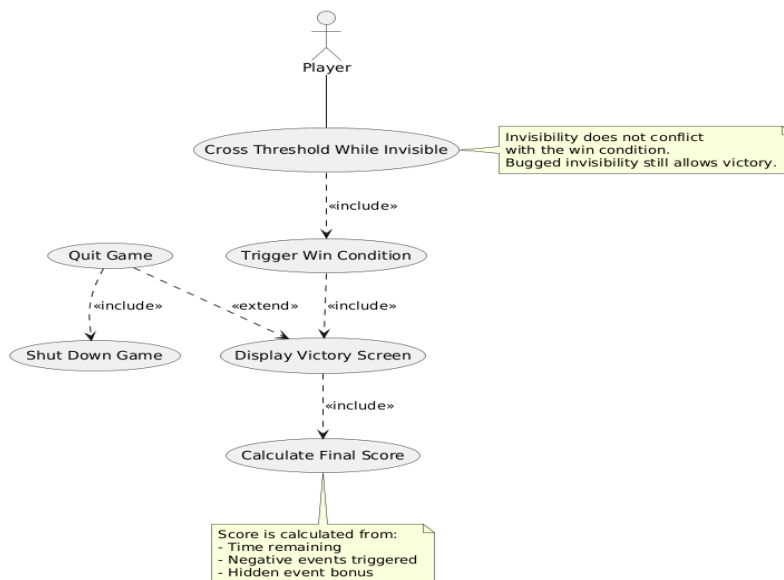 Player
Cross Threshold While Invisible
Invisibility does not conflict
with the win condition.
Bugged invisibility still allows victory.
«include»
Quit Game
Trigger Win Condition
«include»
«extend»
«include»
Shut Down Game
Display Victory Screen
«include»
Calculate Final Score
Score is calculated from:
- Time remaining
- Negative events triggered
- Hidden event bonus